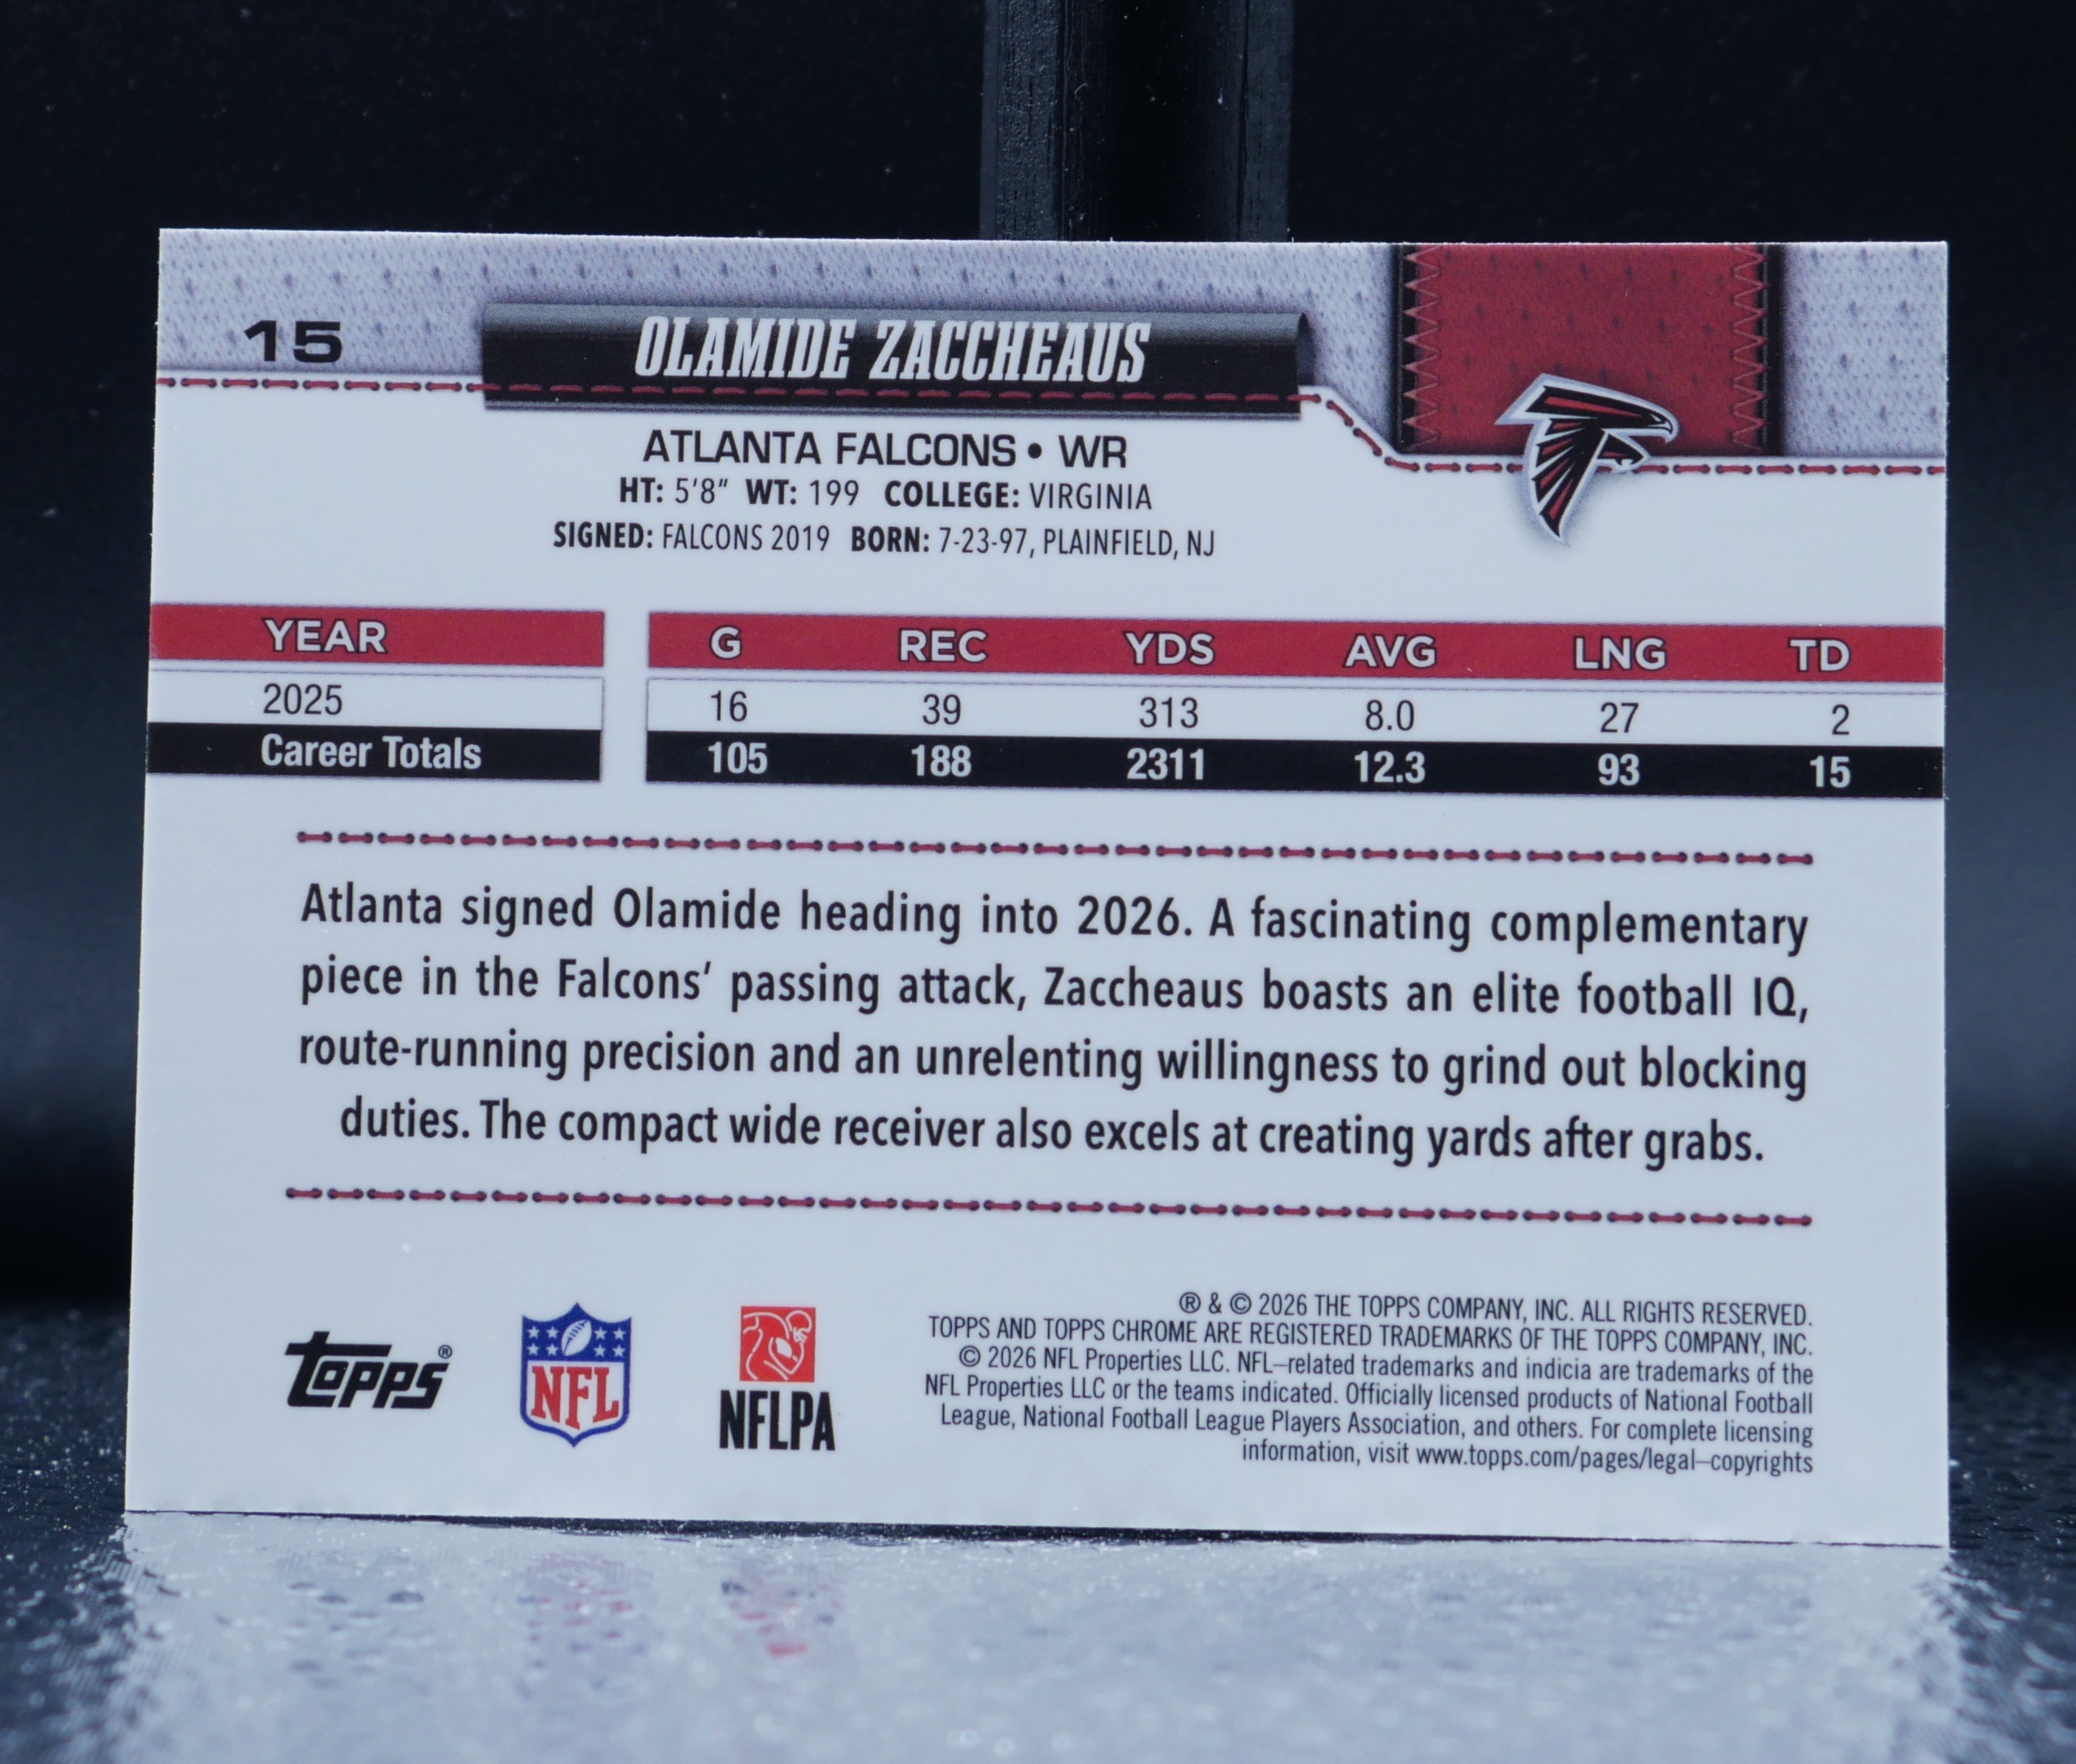 15
OLAMIDE ZACCHEAUS
ATLANTA FALCONS • WR
HT: 5'8" WT: 199 COLLEGE: VIRGINIA
SIGNED: FALCONS 2019 BORN: 7-23-97, PLAINFIELD, NJ
YEAR G REC YDS AVG LNG TD
2025 16 39 313 8.0 27 2
Career Totals 105 188 2311 12.3 93 15
Atlanta signed Olamide heading into 2026. A fascinating complementary
piece in the Falcons' passing attack, Zaccheaus boasts an elite football IQ,
route-running precision and an unrelenting willingness to grind out blocking
duties. The compact wide receiver also excels at creating yards after grabs.
Topps®
NFL
NFLPA
® & © 2026 THE TOPPS COMPANY, INC. ALL RIGHTS RESERVED.
TOPPS AND TOPPS CHROME ARE REGISTERED TRADEMARKS OF THE TOPPS COMPANY, INC.
© 2026 NFL Properties LLC. NFL–related trademarks and indicia are trademarks of the
NFL Properties LLC or the teams indicated. Officially licensed products of National Football
League, National Football League Players Association, and others. For complete licensing
information, visit www.topps.com/pages/legal–copyrights